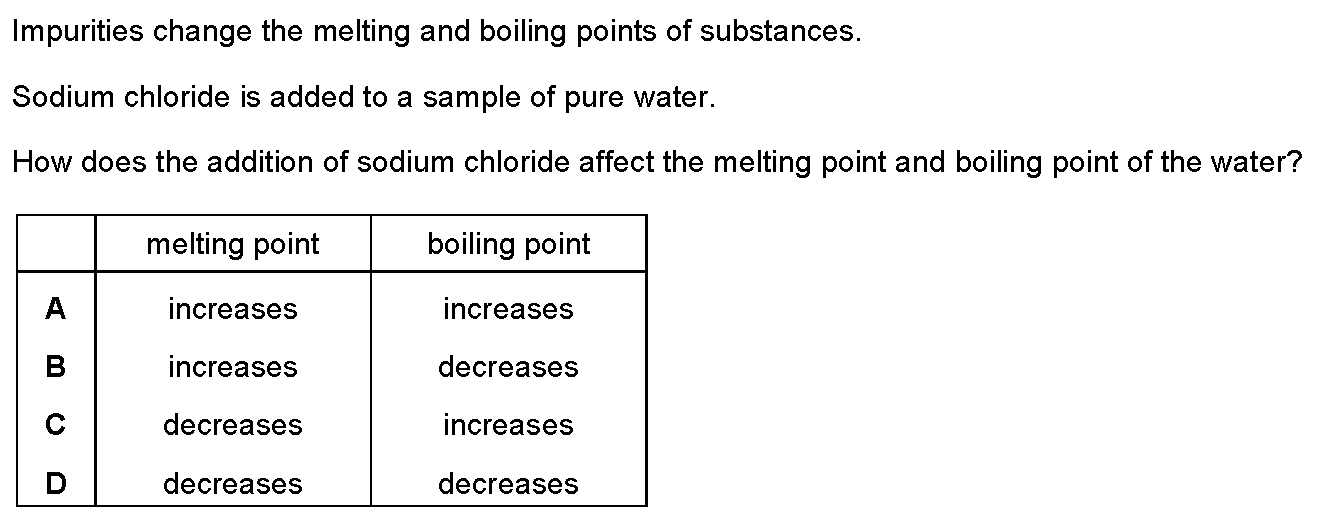 Impurities change the melting and boiling points of substances.
Sodium chloride is added to a sample of pure water.
How does the addition of sodium chloride affect the melting point and boiling point of the water?
melting point boiling point
A increases increases
B increases decreases
C decreases increases
D decreases decreases